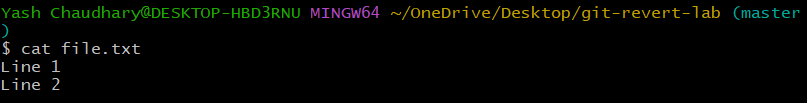 Yash Chaudhary@DESKTOP-HBD3RNU MINGW64 ~/OneDrive/Desktop/git-revert-lab (master
)
$ cat file.txt
Line 1
Line 2